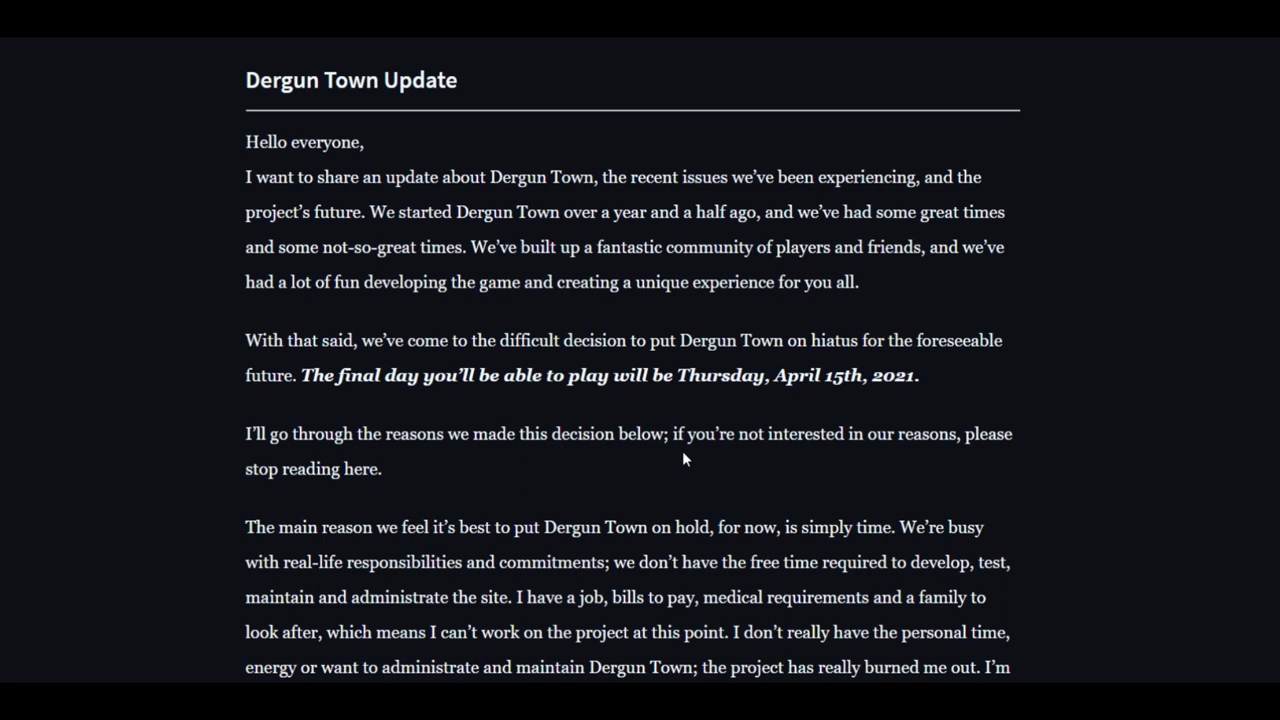 Dergun Town Update
Hello everyone,
I want to share an update about Dergun Town, the recent issues we’ve been experiencing, and the
project’s future. We started Dergun Town over a year and a half ago, and we’ve had some great times
and some not-so-great times. We’ve built up a fantastic community of players and friends, and we’ve
had a lot of fun developing the game and creating a unique experience for you all.
With that said, we’ve come to the difficult decision to put Dergun Town on hiatus for the foreseeable
future. The final day you’ll be able to play will be Thursday, April 15th, 2021.
I’ll go through the reasons we made this decision below; if you’re not interested in our reasons, please
stop reading here.
The main reason we feel it’s best to put Dergun Town on hold, for now, is simply time. We’re busy
with real-life responsibilities and commitments; we don’t have the free time required to develop, test,
maintain and administrate the site. I have a job, bills to pay, medical requirements and a family to
look after, which means I can’t work on the project at this point. I don’t really have the personal time,
energy or want to administrate and maintain Dergun Town; the project has really burned me out. I’m